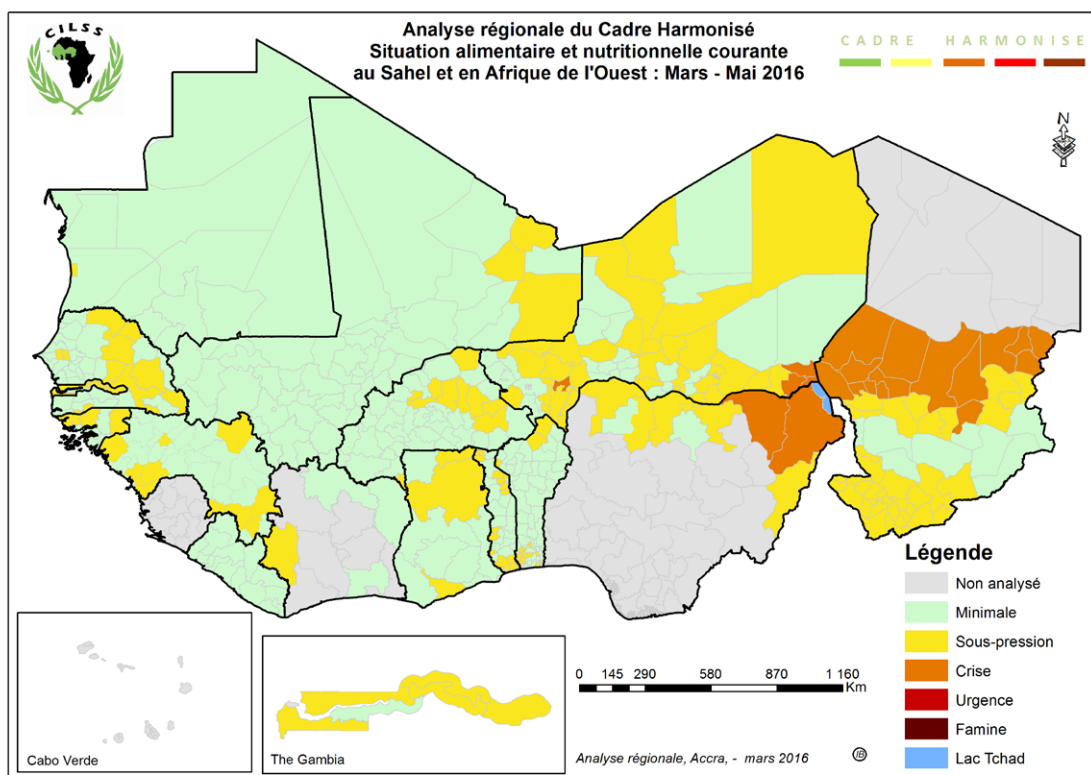 CILSS
Analyse régionale du Cadre Harmonisé
Situation alimentaire et nutritionnelle courante
au Sahel et en Afrique de l'Ouest : Mars - Mai 2016
CADRE HARMONISE
N
Légende
Non analysé
Minimale
Sous-pression
Crise
Urgence
Famine
Lac Tchad
0 145 290 580 870 1 160
Km
Cabo Verde
The Gambia
Analyse régionale, Accra, - mars 2016
IB